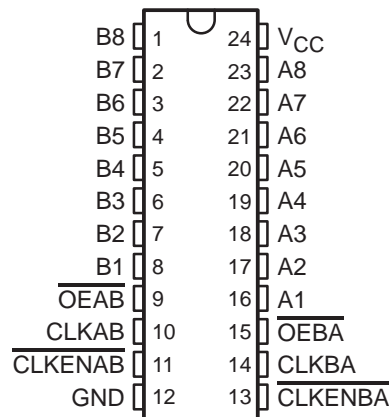 B8 1 24 VCC
B7 2 23 A8
B6 3 22 A7
B5 4 21 A6
B4 5 20 A5
B3 6 19 A4
B2 7 18 A3
B1 8 17 A2
OEAB 9 16 A1
CLKAB 10 15 OEBA
CLKENAB 11 14 CLKBA
GND 12 13 CLKENBA